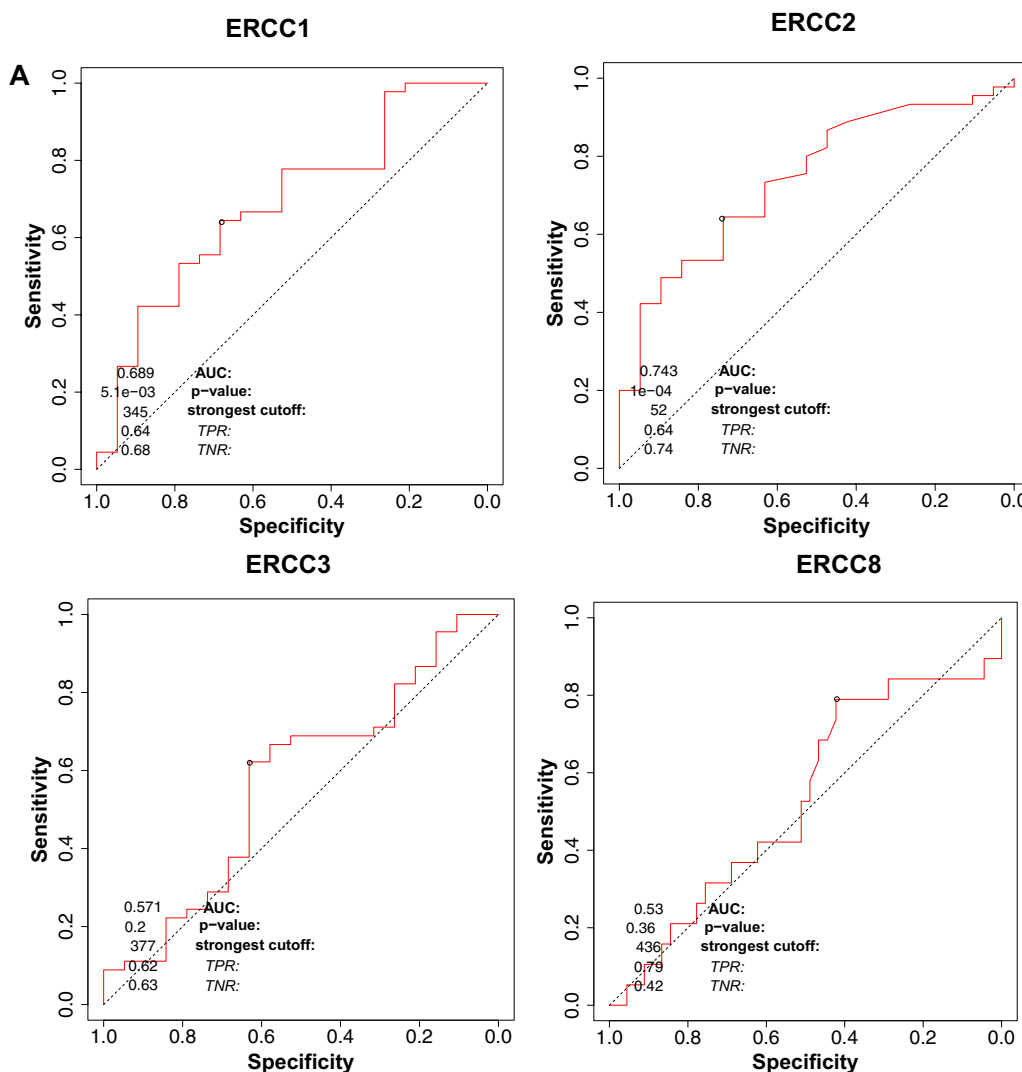 ERCC1
A
Sensitivity
0.0 0.2 0.4 0.6 0.8 1.0
0.689 AUC:
5.1e−03 p−value:
345 strongest cutoff:
0.64 TPR:
0.68 TNR:
1.0 0.8 0.6 0.4 0.2 0.0
Specificity
ERCC2
Sensitivity
0.0 0.2 0.4 0.6 0.8 1.0
0.743 AUC:
1e−04 p−value:
52 strongest cutoff:
0.64 TPR:
0.74 TNR:
1.0 0.8 0.6 0.4 0.2 0.0
Specificity
ERCC3
Sensitivity
0.0 0.2 0.4 0.6 0.8 1.0
0.571 AUC:
0.2 p−value:
377 strongest cutoff:
0.62 TPR:
0.63 TNR:
1.0 0.8 0.6 0.4 0.2 0.0
Specificity
ERCC8
Sensitivity
0.0 0.2 0.4 0.6 0.8 1.0
0.53 AUC:
0.36 p−value:
436 strongest cutoff:
0.79 TPR:
0.42 TNR:
1.0 0.8 0.6 0.4 0.2 0.0
Specificity